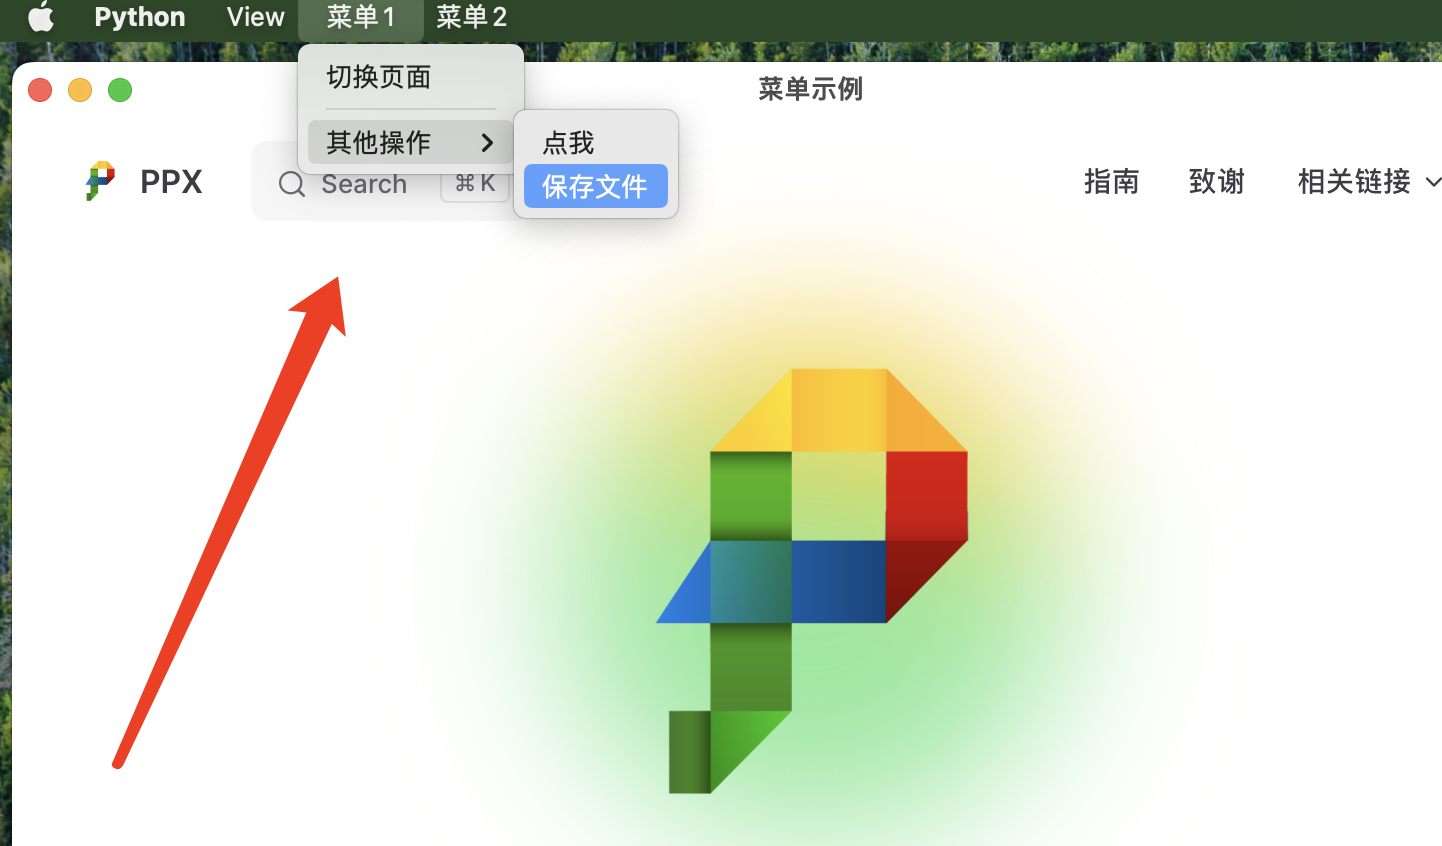 Python View 菜单1 菜单2
切换页面
菜单示例
其他操作
点我
保存文件
PPX
Search ⌘K
指南 致谢 相关链接